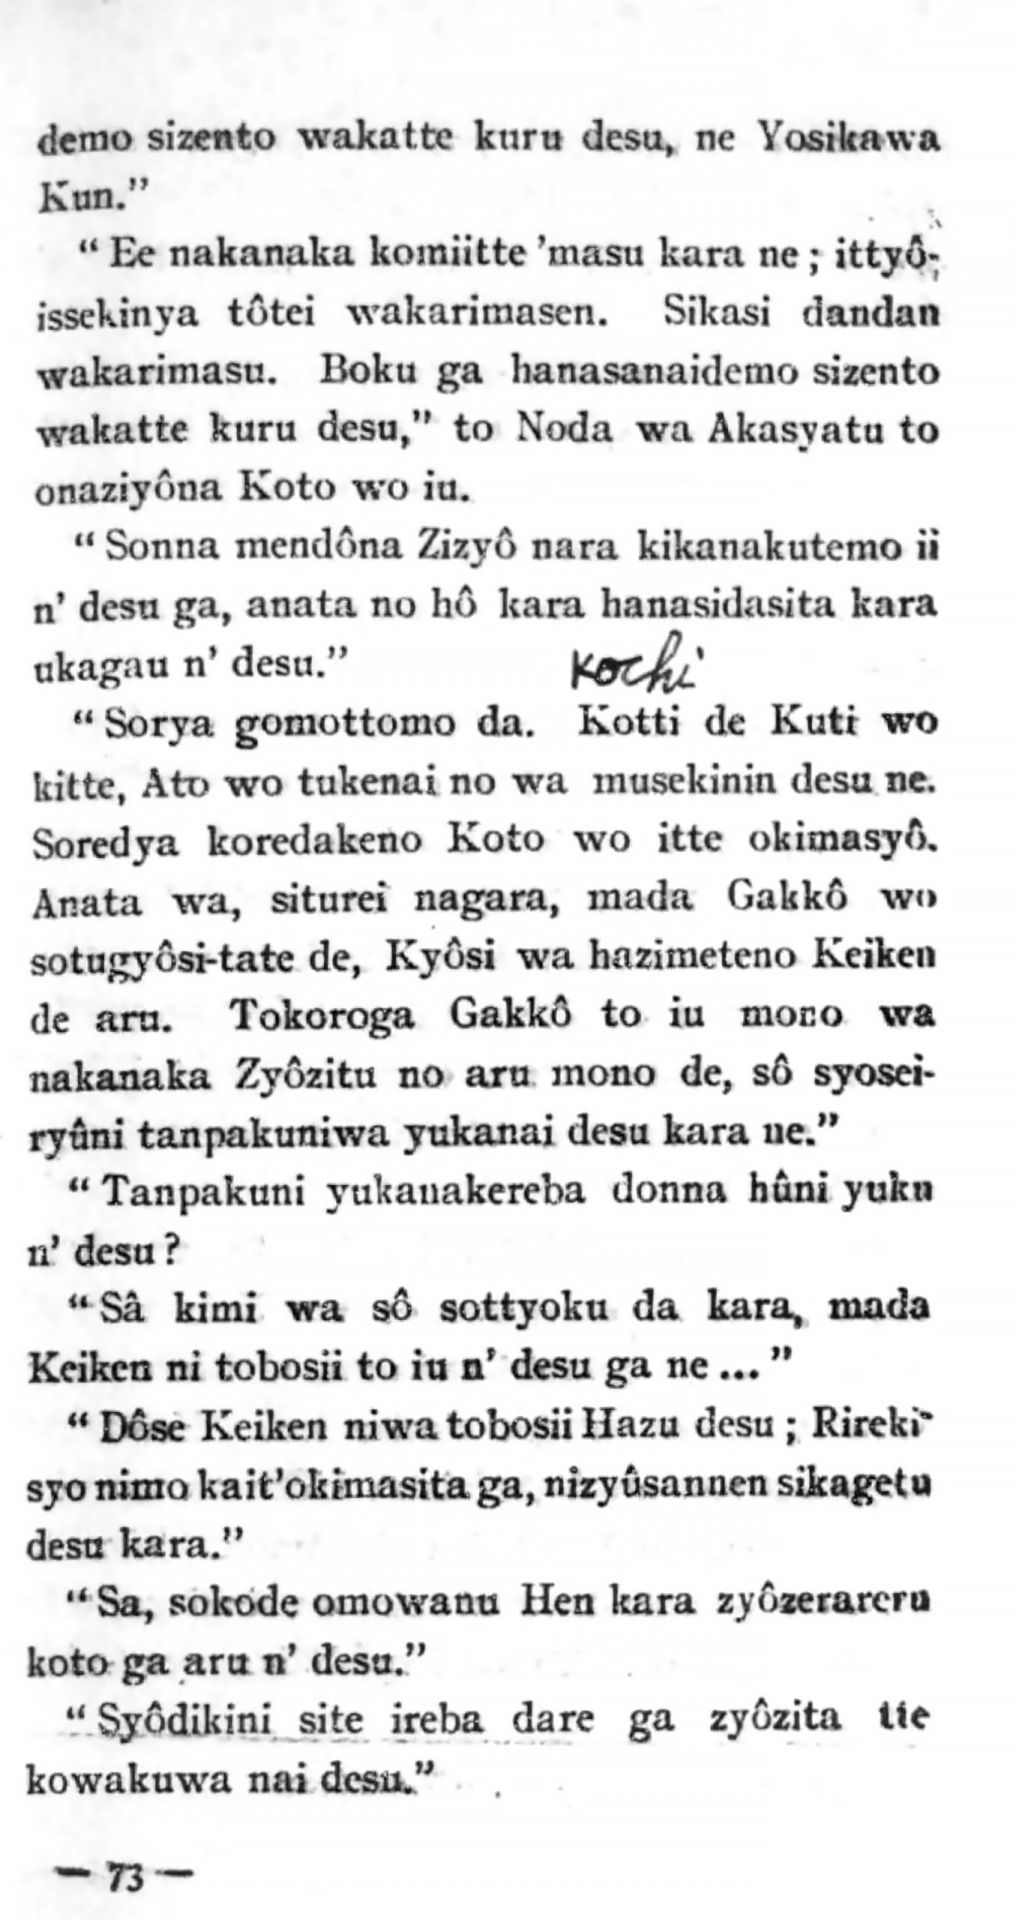 demo sizento wakatte kuru desu, ne Yosikawa
Kun.”
“ Ee nakanaka komiitte ’masu kara ne ; ittyô-
issekinya tôtei wakarimasen. Sikasi dandan
wakarimasu. Boku ga hanasanaidemo sizento
wakatte kuru desu,” to Noda wa Akasyatu to
onaziyôna Koto wo iu.
“ Sonna mendôna Zizyô nara kikanakutemo ii
n’ desu ga, anata no hô kara hanasidasita kara
ukagau n’ desu.”
kochi
“ Sorya gomottomo da. Kotti de Kuti wo
kitte, Ato wo tukenai no wa musekinin desu ne.
Soredya koredakeno Koto wo itte okimasyô.
Anata wa, siturei nagara, mada Gakkô wo
sotugyôsi-tate de, Kyôsi wa hazimeteno Keiken
de aru. Tokoroga Gakkô to iu mono wa
nakanaka Zyôzitu no aru mono de, sô syosei-
ryûni tanpakuniwa yukanai desu kara ne.”
“ Tanpakuni yukanakereba donna hûni yuku
n’ desu ?
“ Sâ kimi wa sô sottyoku da kara, mada
Keiken ni tobosii to iu n’ desu ga ne ... ”
“ Dôse Keiken niwa tobosii Hazu desu ; Rireki-
syo nimo kait’okimasita ga, nizyûsannen sikagetu
desu kara.”
“ Sa, sokode omowanu Hen kara zyôzerareru
koto ga aru n’ desu.”
“ Syôdikini site ireba dare ga zyôzita tte
kowakuwa nai desu.”
— 73 —